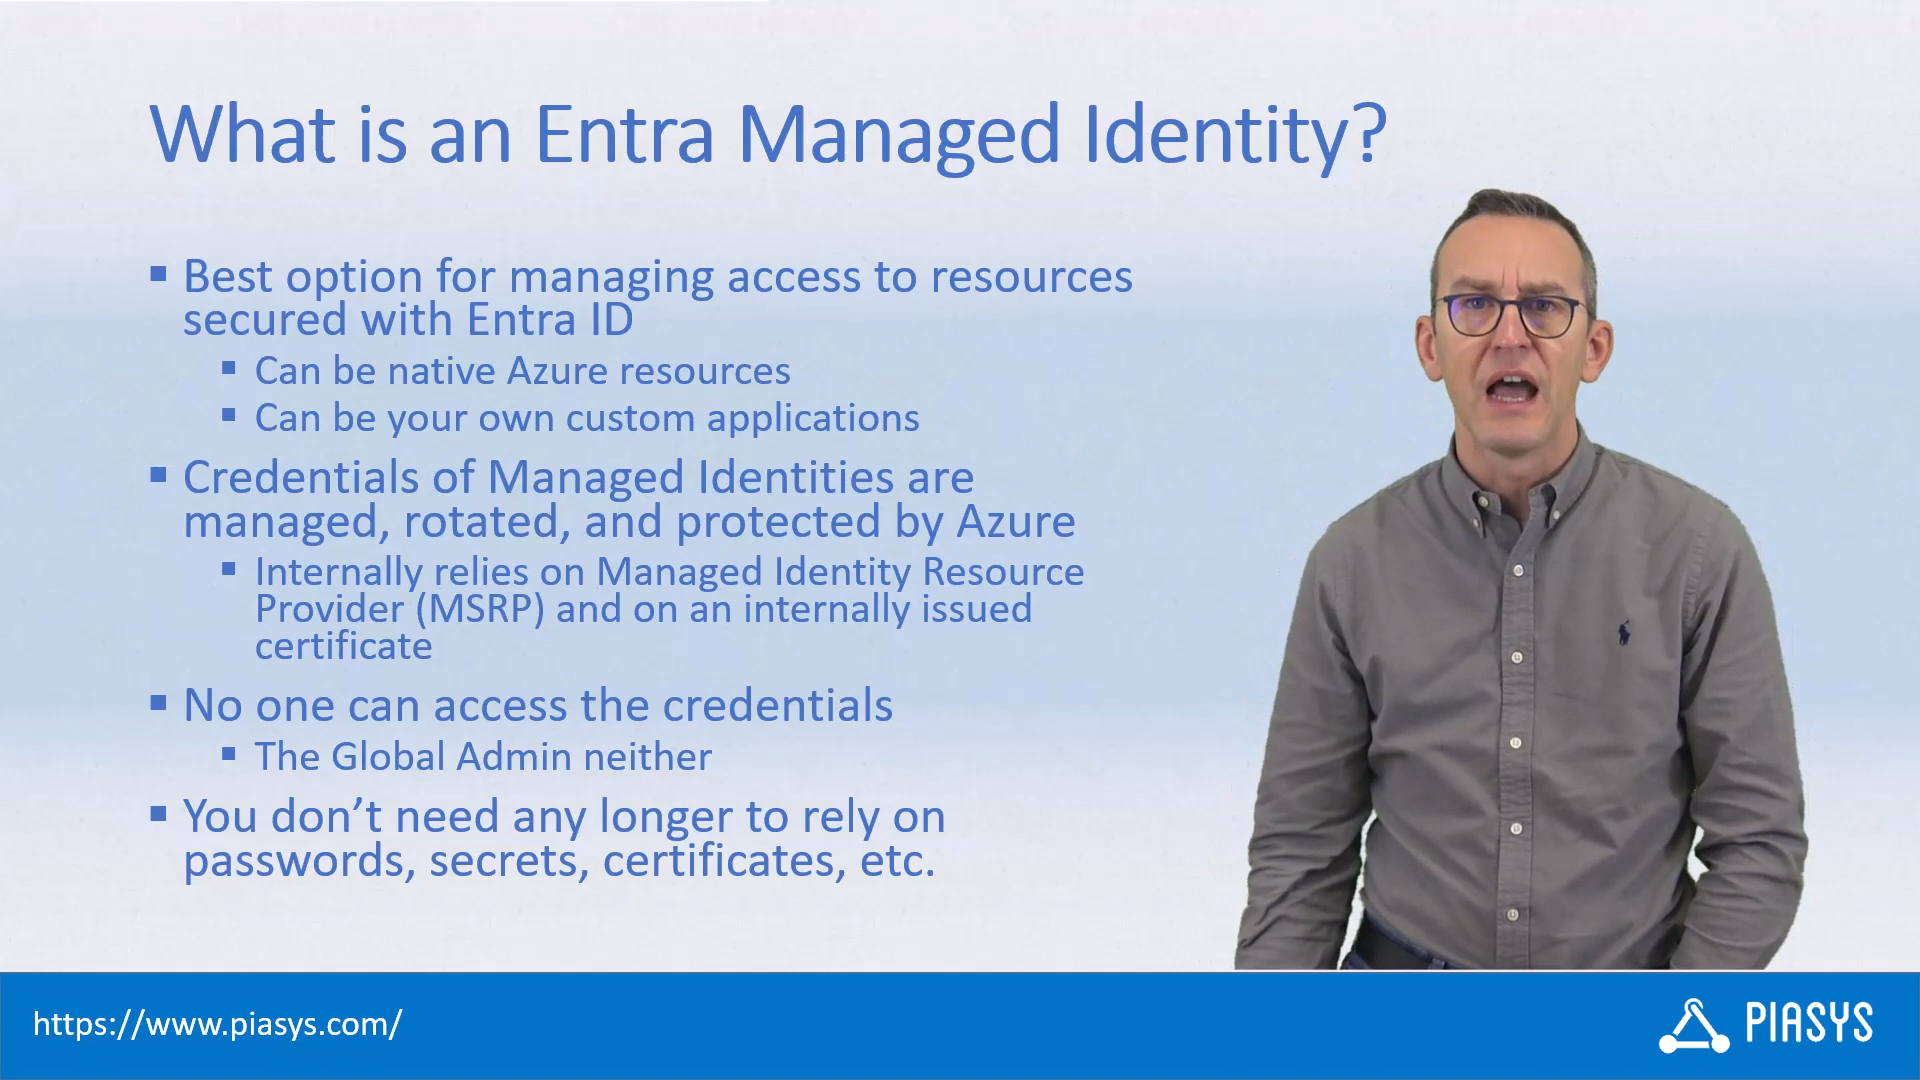 What is an Entra Managed Identity?
▪ Best option for managing access to resources
secured with Entra ID
▪ Can be native Azure resources
▪ Can be your own custom applications
▪ Credentials of Managed Identities are
managed, rotated, and protected by Azure
▪ Internally relies on Managed Identity Resource
Provider (MSRP) and on an internally issued
certificate
▪ No one can access the credentials
▪ The Global Admin neither
▪ You don’t need any longer to rely on
passwords, secrets, certificates, etc.
https://www.piasys.com/
PIASYS